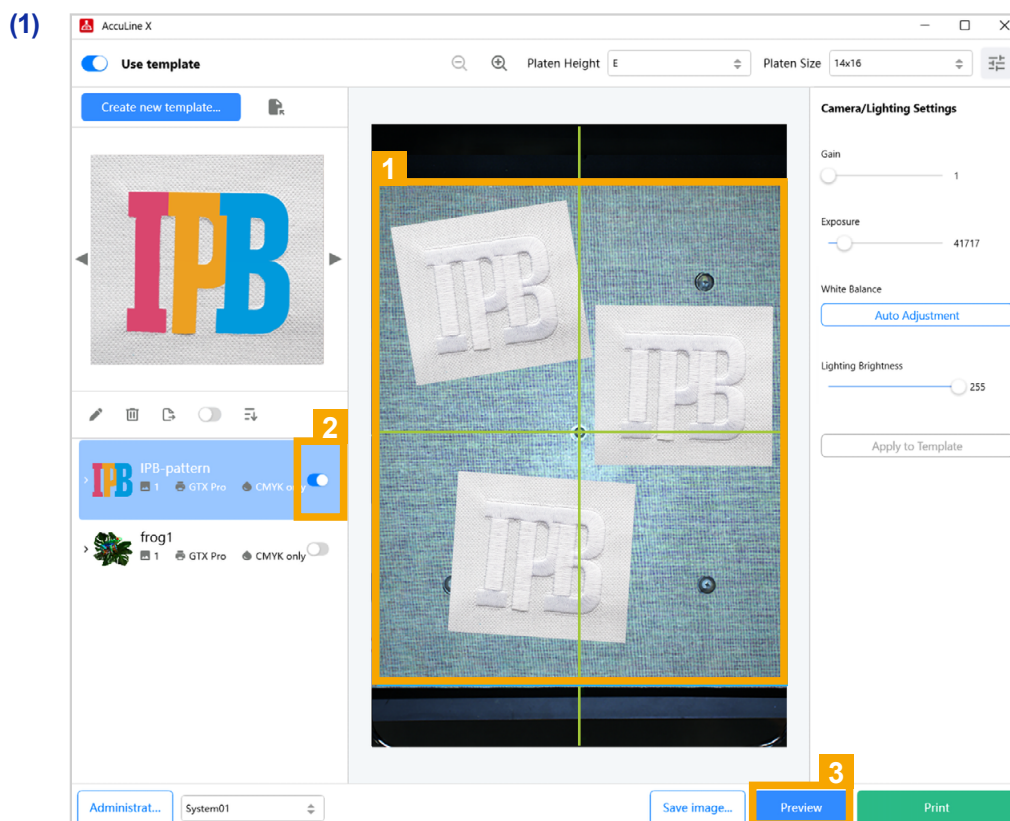 (1)
AccuLine X
Use template
Platen Height E
Platen Size 14x16
Create new template...
Camera/Lighting Settings
Gain
1
Exposure
41717
White Balance
Auto Adjustment
Lighting Brightness
255
Apply to Template
IPB
1
IPB
IPB
IPB
2
IPB IPB-pattern
1 GTX Pro CMYK only
frog1
1 GTX Pro CMYK only
3
Administrat...
System01
Save image...
Preview
Print